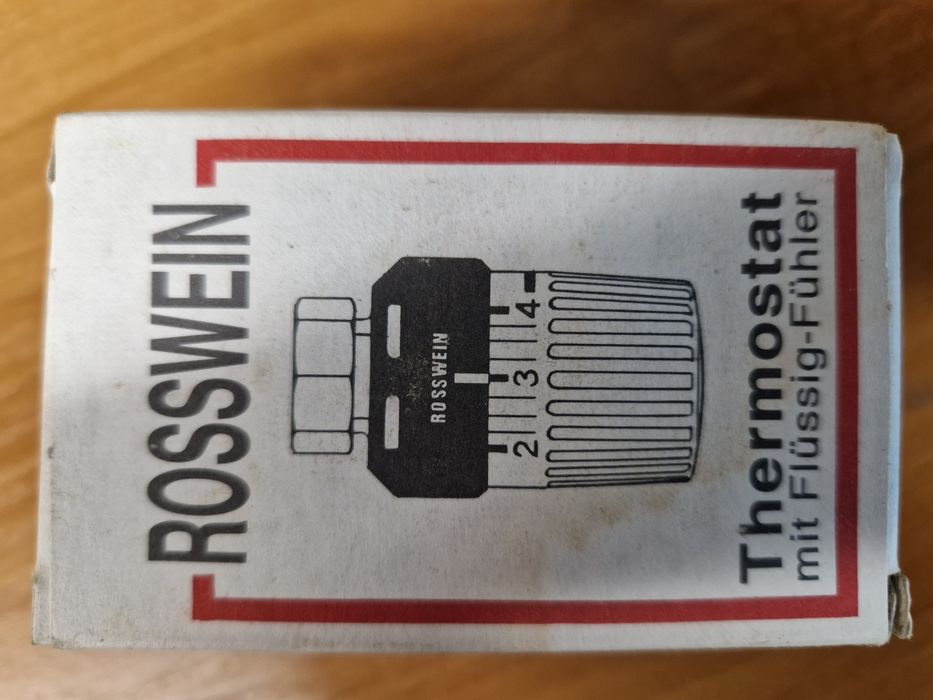 ROSSWEIN
ROSSWEIN
2 3 4
Thermostat
mit Flüssig-Fühler